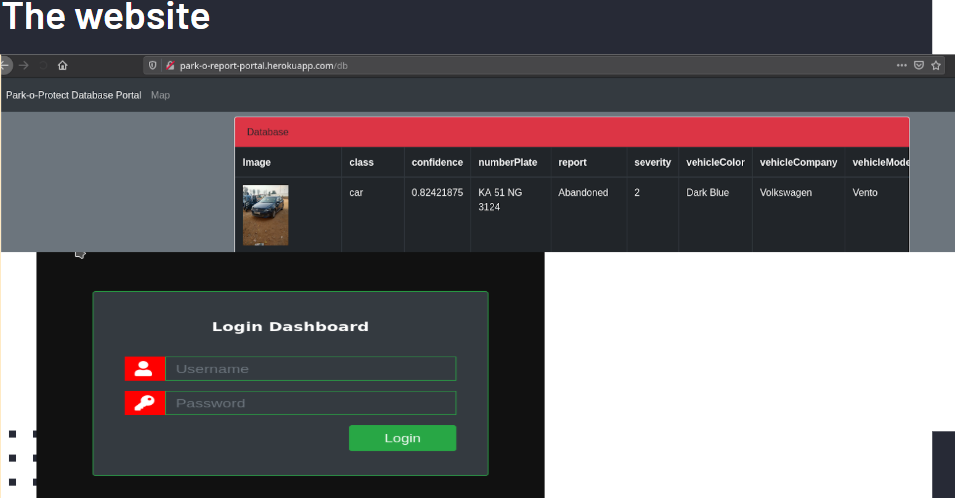 The website
park-o-report-portal.herokuapp.com/db
Park-o-Protect Database Portal Map
Database
Image class confidence numberPlate report severity vehicleColor vehicleCompany vehicleMode
car 0.82421875 KA 51 NG 3124 Abandoned 2 Dark Blue Volkswagen Vento
Login Dashboard
Username
Password
Login